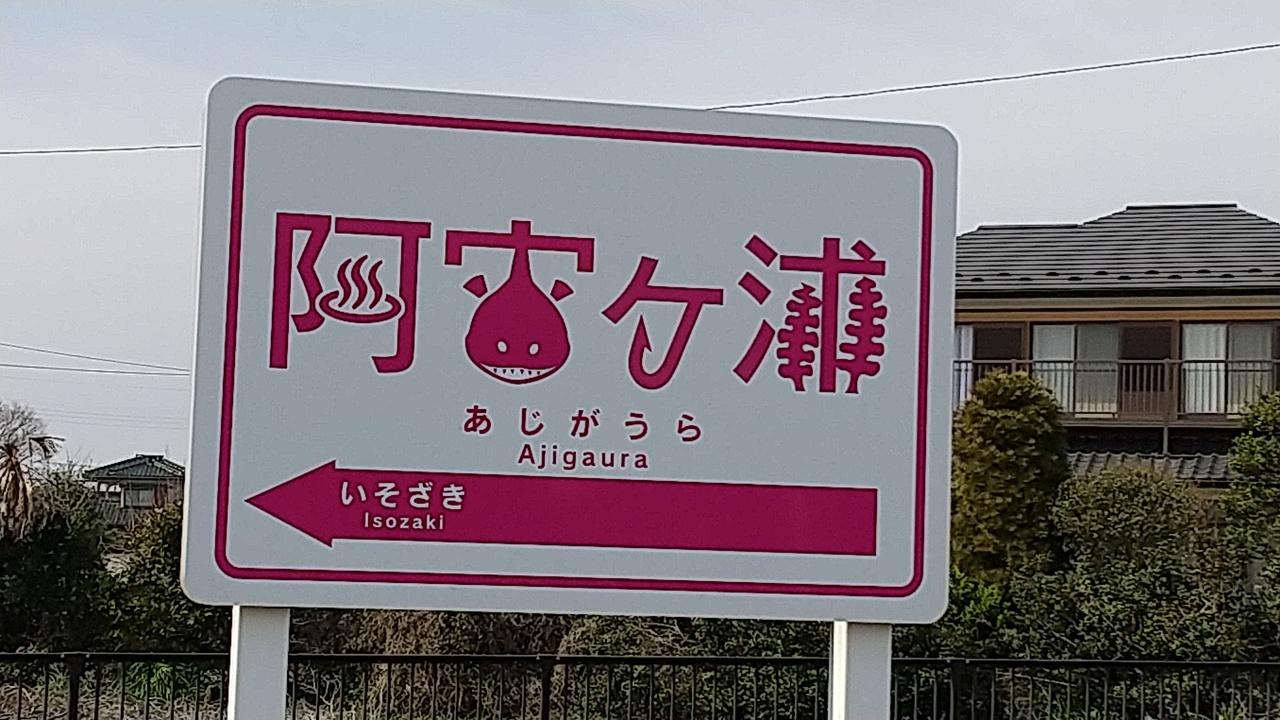 阿字ヶ浦
あじがうら
Ajigaura
いそざき
Isozaki